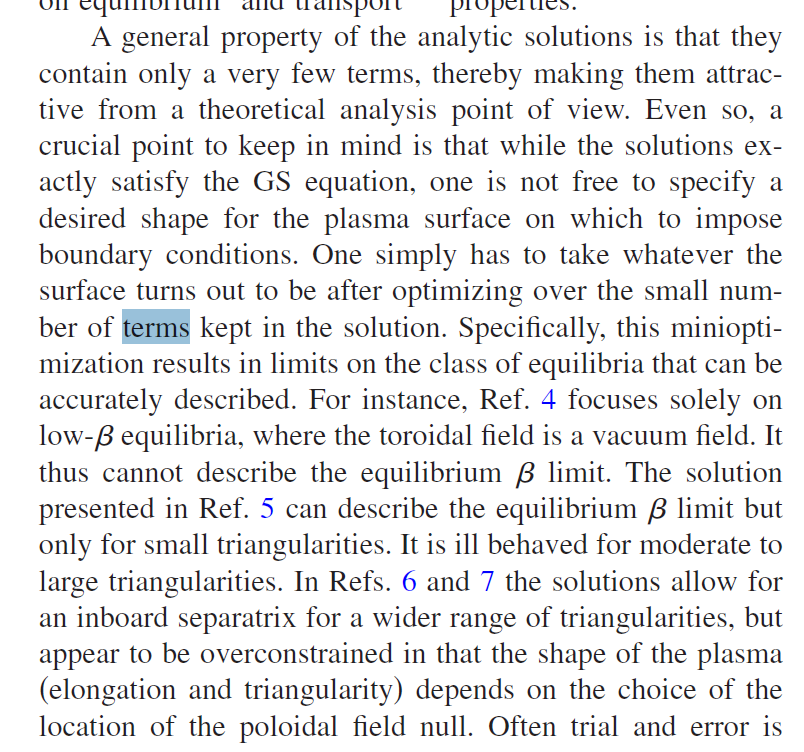 on equilibrium and transport properties.
A general property of the analytic solutions is that they
contain only a very few terms, thereby making them attrac-
tive from a theoretical analysis point of view. Even so, a
crucial point to keep in mind is that while the solutions ex-
actly satisfy the GS equation, one is not free to specify a
desired shape for the plasma surface on which to impose
boundary conditions. One simply has to take whatever the
surface turns out to be after optimizing over the small num-
ber of terms kept in the solution. Specifically, this miniopti-
mization results in limits on the class of equilibria that can be
accurately described. For instance, Ref. 4 focuses solely on
low-β equilibria, where the toroidal field is a vacuum field. It
thus cannot describe the equilibrium β limit. The solution
presented in Ref. 5 can describe the equilibrium β limit but
only for small triangularities. It is ill behaved for moderate to
large triangularities. In Refs. 6 and 7 the solutions allow for
an inboard separatrix for a wider range of triangularities, but
appear to be overconstrained in that the shape of the plasma
(elongation and triangularity) depends on the choice of the
location of the poloidal field null. Often trial and error is